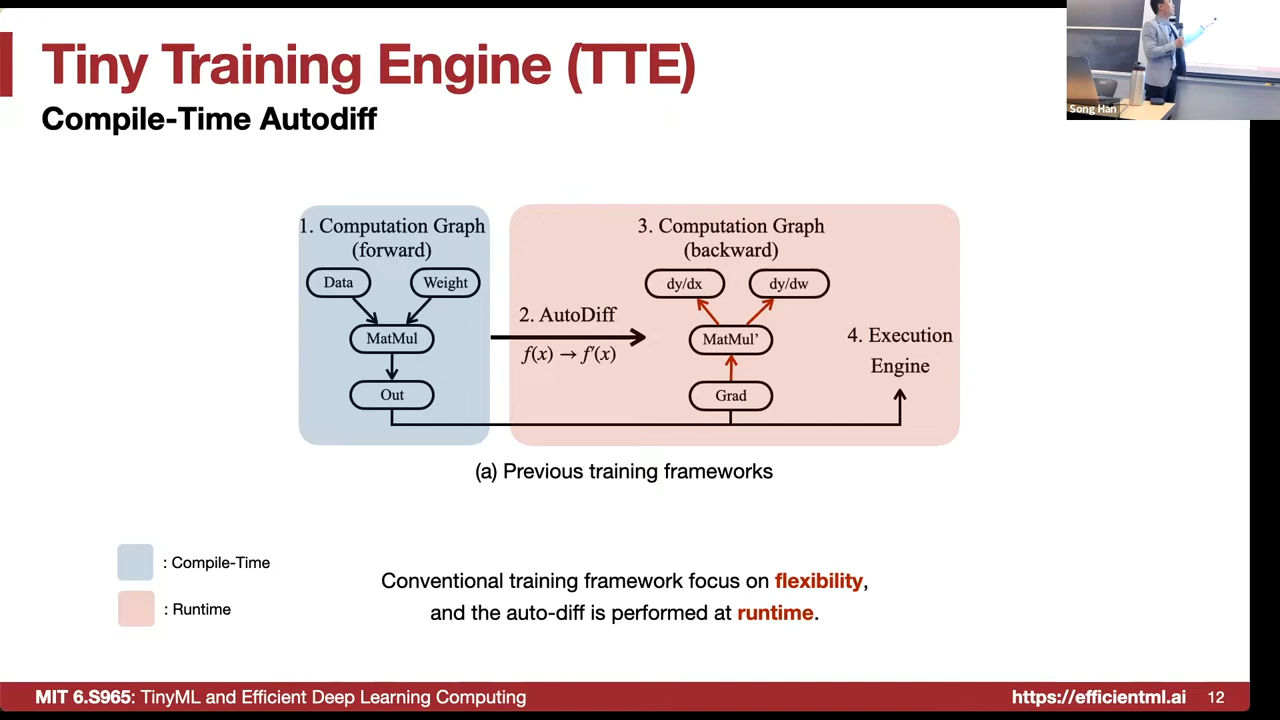 Tiny Training Engine (TTE)
Compile-Time Autodiff
Song Han
1. Computation Graph
(forward)
Data
Weight
MatMul
Out
2. AutoDiff
f(x) → f′(x)
3. Computation Graph
(backward)
dy/dx
dy/dw
MatMul’
Grad
4. Execution
Engine
(a) Previous training frameworks
: Compile-Time
: Runtime
Conventional training framework focus on flexibility,
and the auto-diff is performed at runtime.
MIT 6.S965: TinyML and Efficient Deep Learning Computing
https://efficientml.ai
12